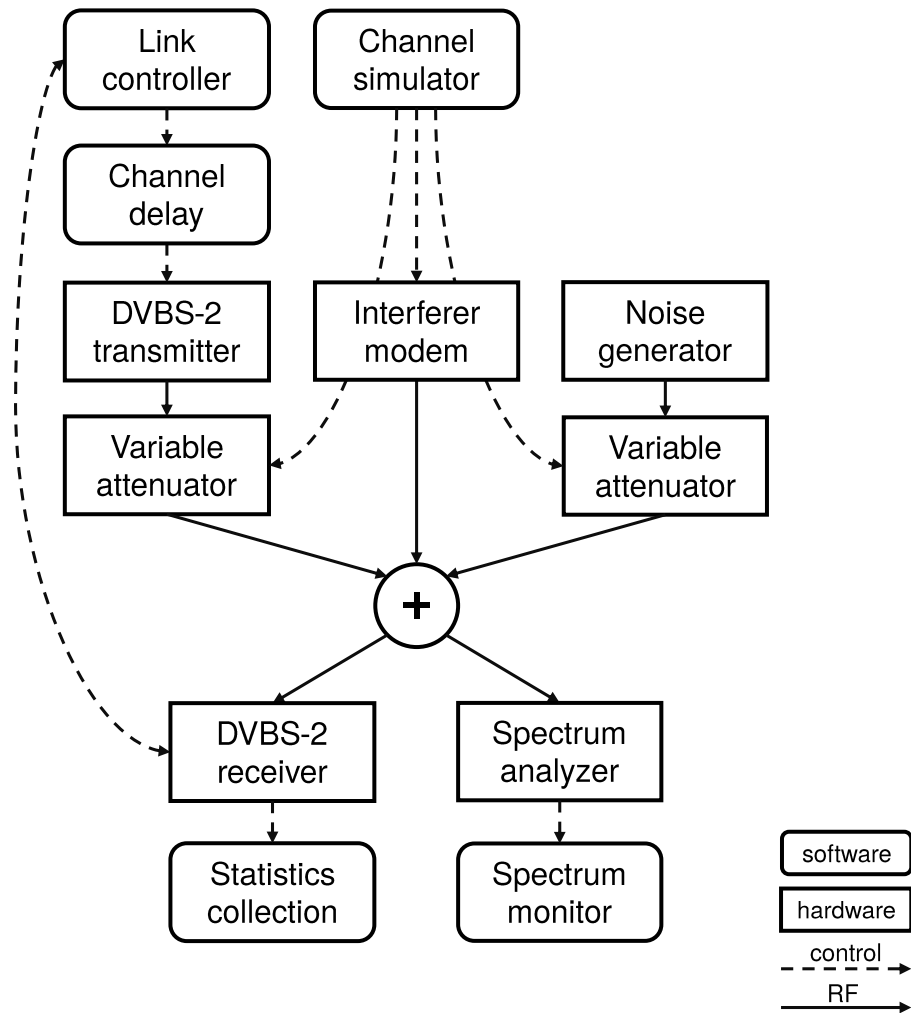 Link
controller
Channel
simulator
Channel
delay
DVBS-2
transmitter
Interferer
modem
Noise
generator
Variable
attenuator
Variable
attenuator
+
DVBS-2
receiver
Spectrum
analyzer
Statistics
collection
Spectrum
monitor
software
hardware
control
RF